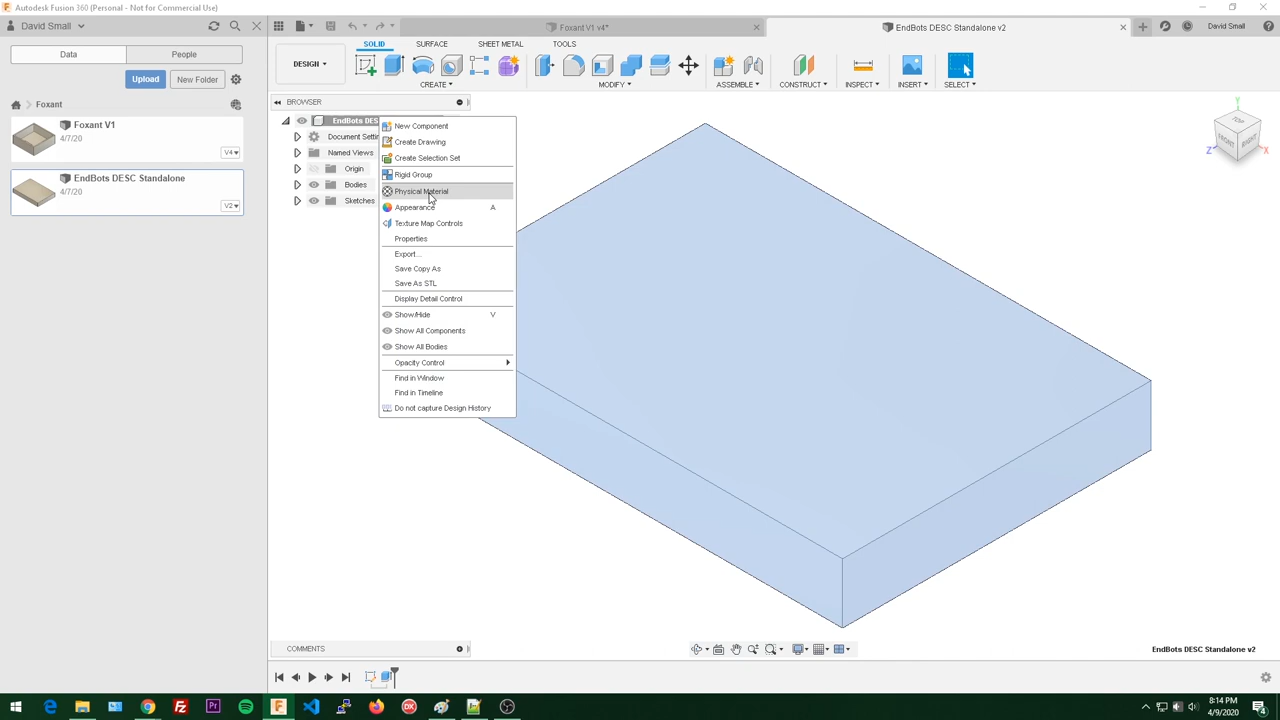 Autodesk Fusion 360 (Personal - Not for Commercial Use)
David Small
Data
People
Upload
New Folder
Foxant
Foxant V1
4/7/20
V4
EndBots DESC Standalone
4/7/20
V2
Foxant V1 v4*
EndBots DESC Standalone v2
David Small
DESIGN
SOLID
SURFACE
SHEET METAL
TOOLS
CREATE
MODIFY
ASSEMBLE
CONSTRUCT
INSPECT
INSERT
SELECT
BROWSER
EndBots DES
Document Settin
Named Views
Origin
Bodies
Sketches
New Component
Create Drawing
Create Selection Set
Rigid Group
Physical Material
Appearance A
Texture Map Controls
Properties
Export...
Save Copy As
Save As STL
Display Detail Control
Show/Hide V
Show All Components
Show All Bodies
Opacity Control
Find in Window
Find in Timeline
Do not capture Design History
Y
TOP
FRONT
RIGHT
Z
X
COMMENTS
EndBots DESC Standalone v2
8:14 PM
4/9/2020
4